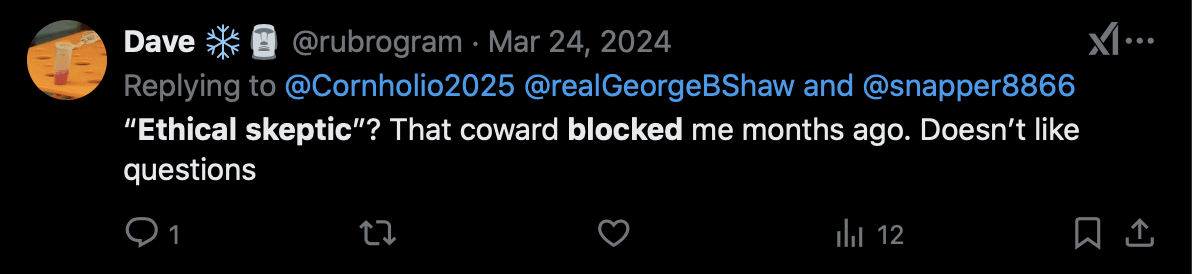 Dave ❄️🗿 @rubrogram · Mar 24, 2024
Replying to @Cornholio2025 @realGeorgeBShaw and @snapper8866
“Ethical skeptic”? That coward blocked me months ago. Doesn’t like
questions
1 12